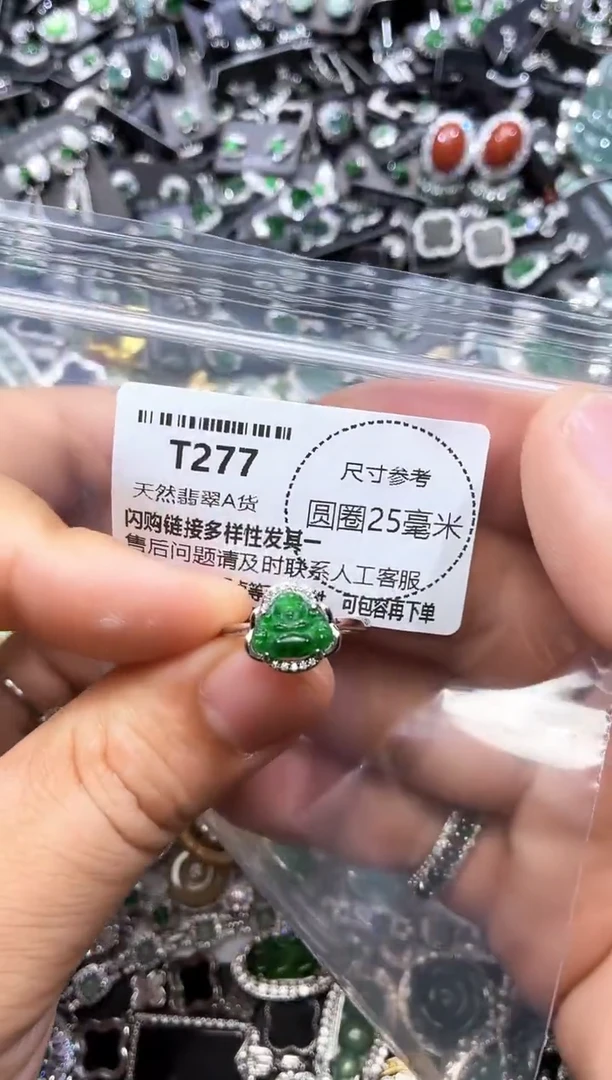 T277
尺寸参考
天然翡翠A货
圆圈25毫米
闪购链接多样性发其一
售后问题请及时联系人工客服
可包容再下单